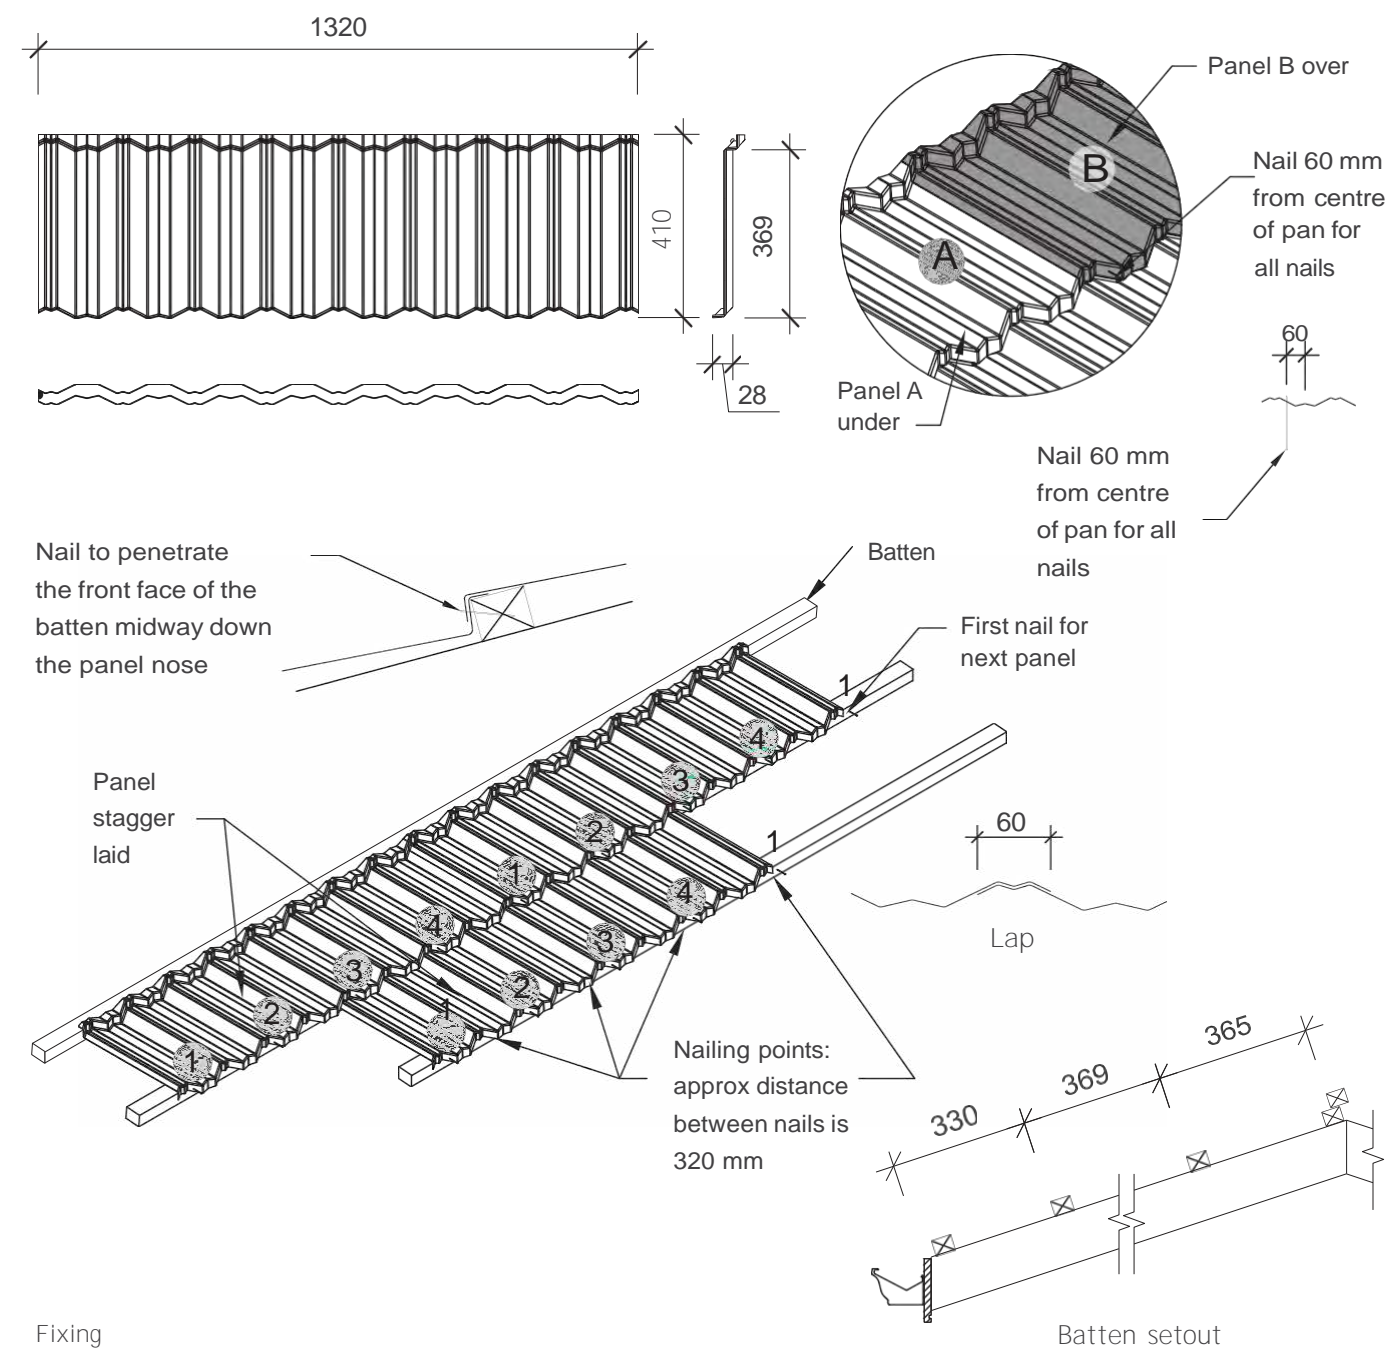 1320
410
369
28
Panel B over
B
A
Nail 60 mm
from centre
of pan for
all nails
60
Panel A
under
Nail 60 mm
from centre
of pan for all
nails
Nail to penetrate
the front face of the
batten midway down
the panel nose
Batten
First nail for
next panel
1
4
3
2
1
4
3
2
1
Panel
stagger
laid
1
4
3
2
1
60
Lap
Nailing points:
approx distance
between nails is
320 mm
330
369
365
Fixing
Batten setout